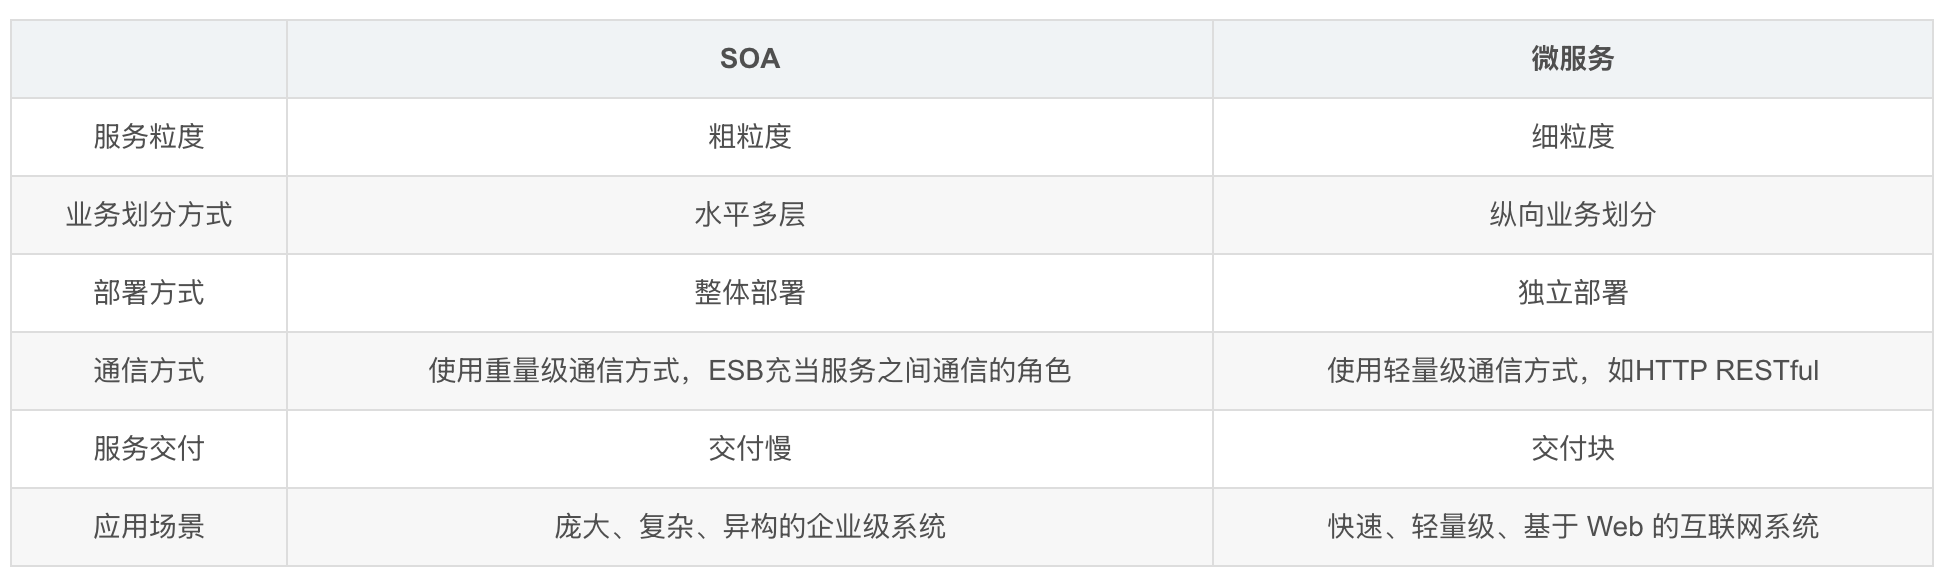 SOA 微服务
服务粒度 粗粒度 细粒度
业务划分方式 水平多层 纵向业务划分
部署方式 整体部署 独立部署
通信方式 使用重量级通信方式，ESB充当服务之间通信的角色 使用轻量级通信方式，如HTTP RESTful
服务交付 交付慢 交付块
应用场景 庞大、复杂、异构的企业级系统 快速、轻量级、基于 Web 的互联网系统